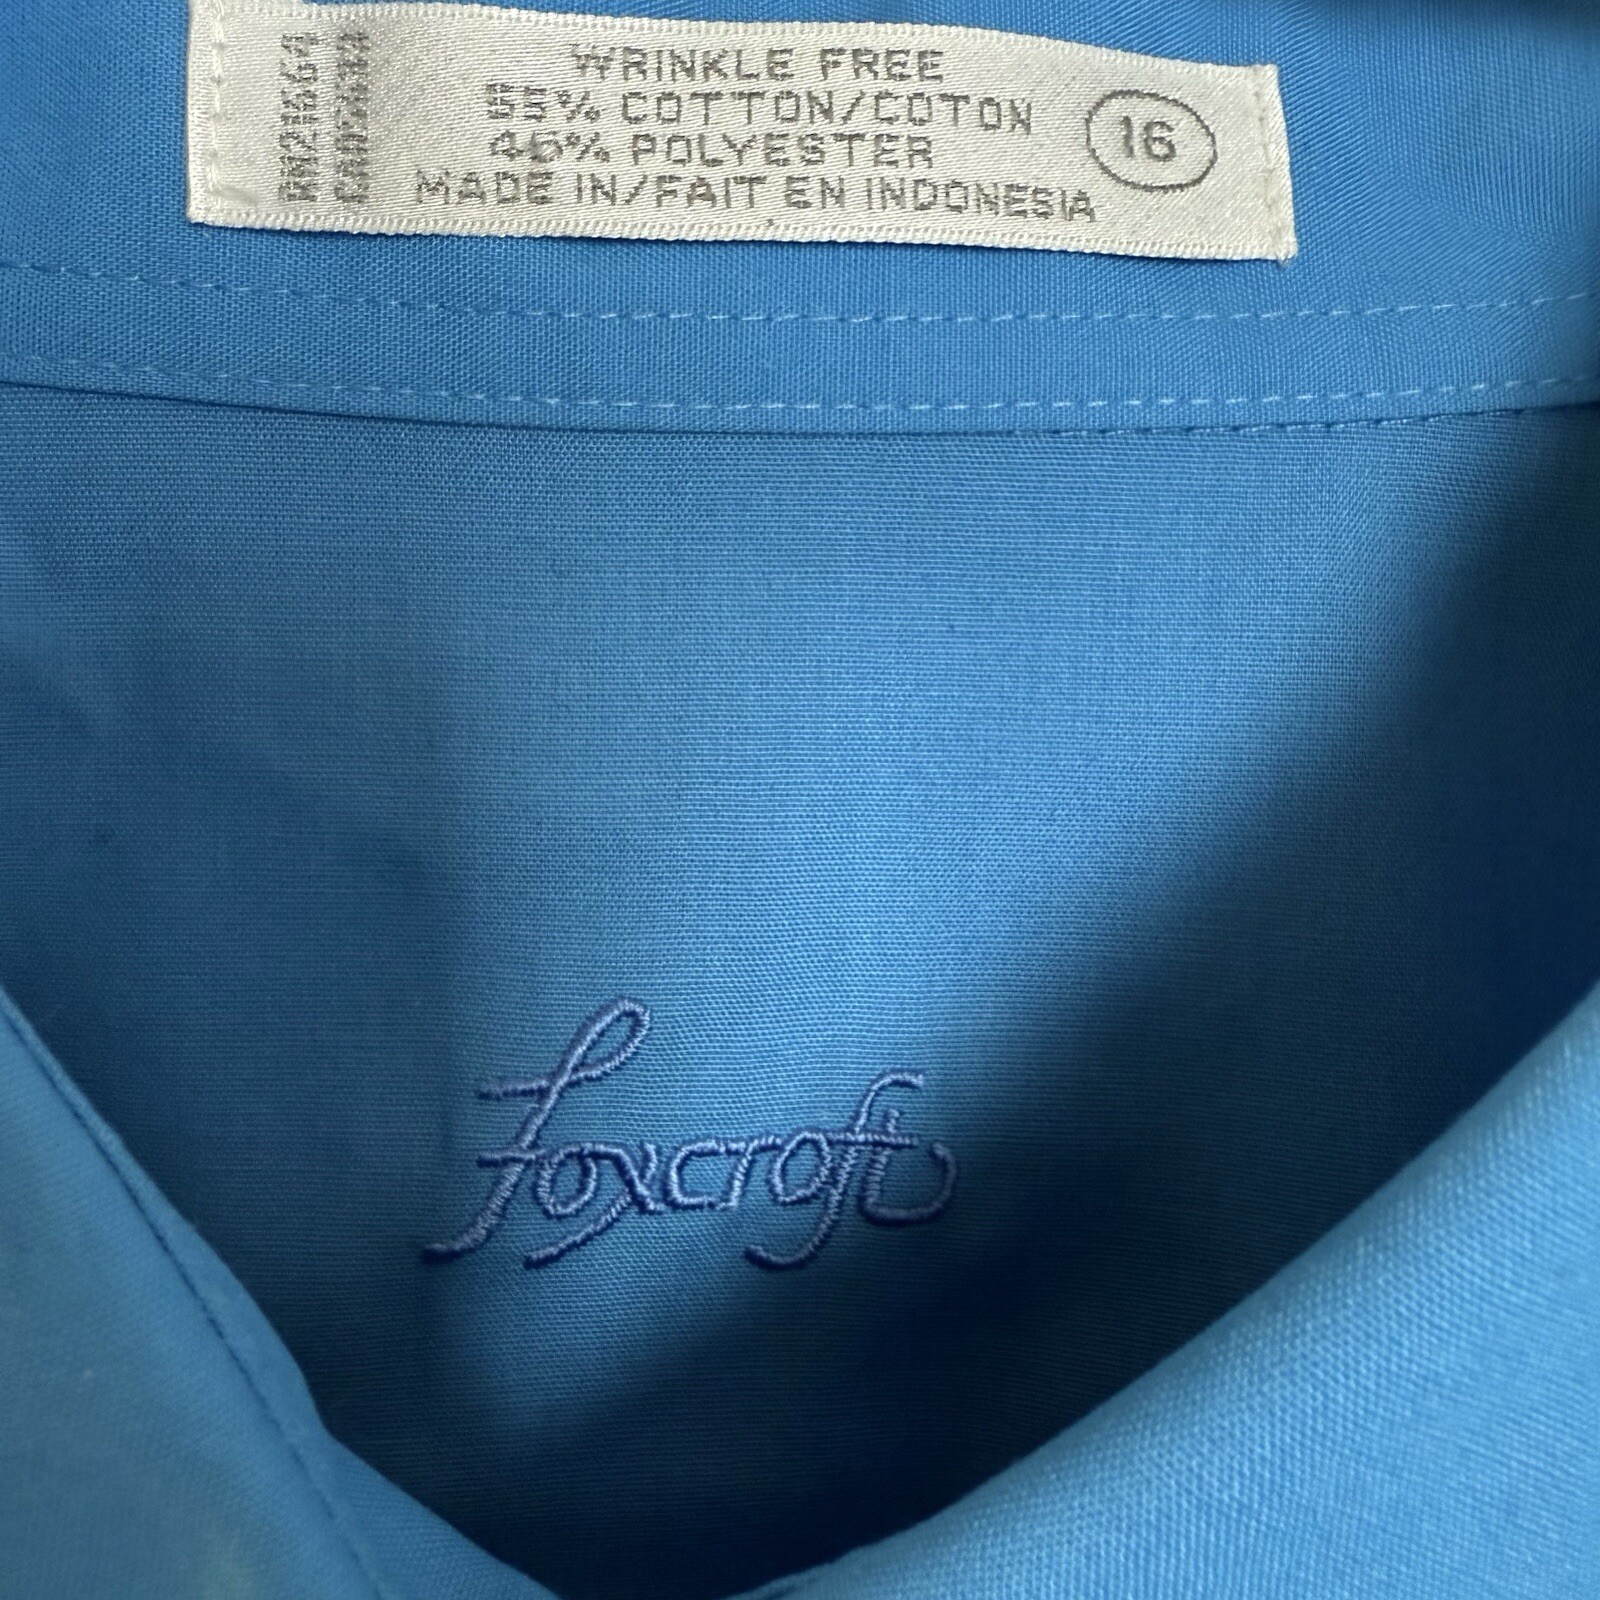 WRINKLE FREE
55% COTTON/COTON
45% POLYESTER
MADE IN/FAIT EN INDONESIA
16
Foxcroft